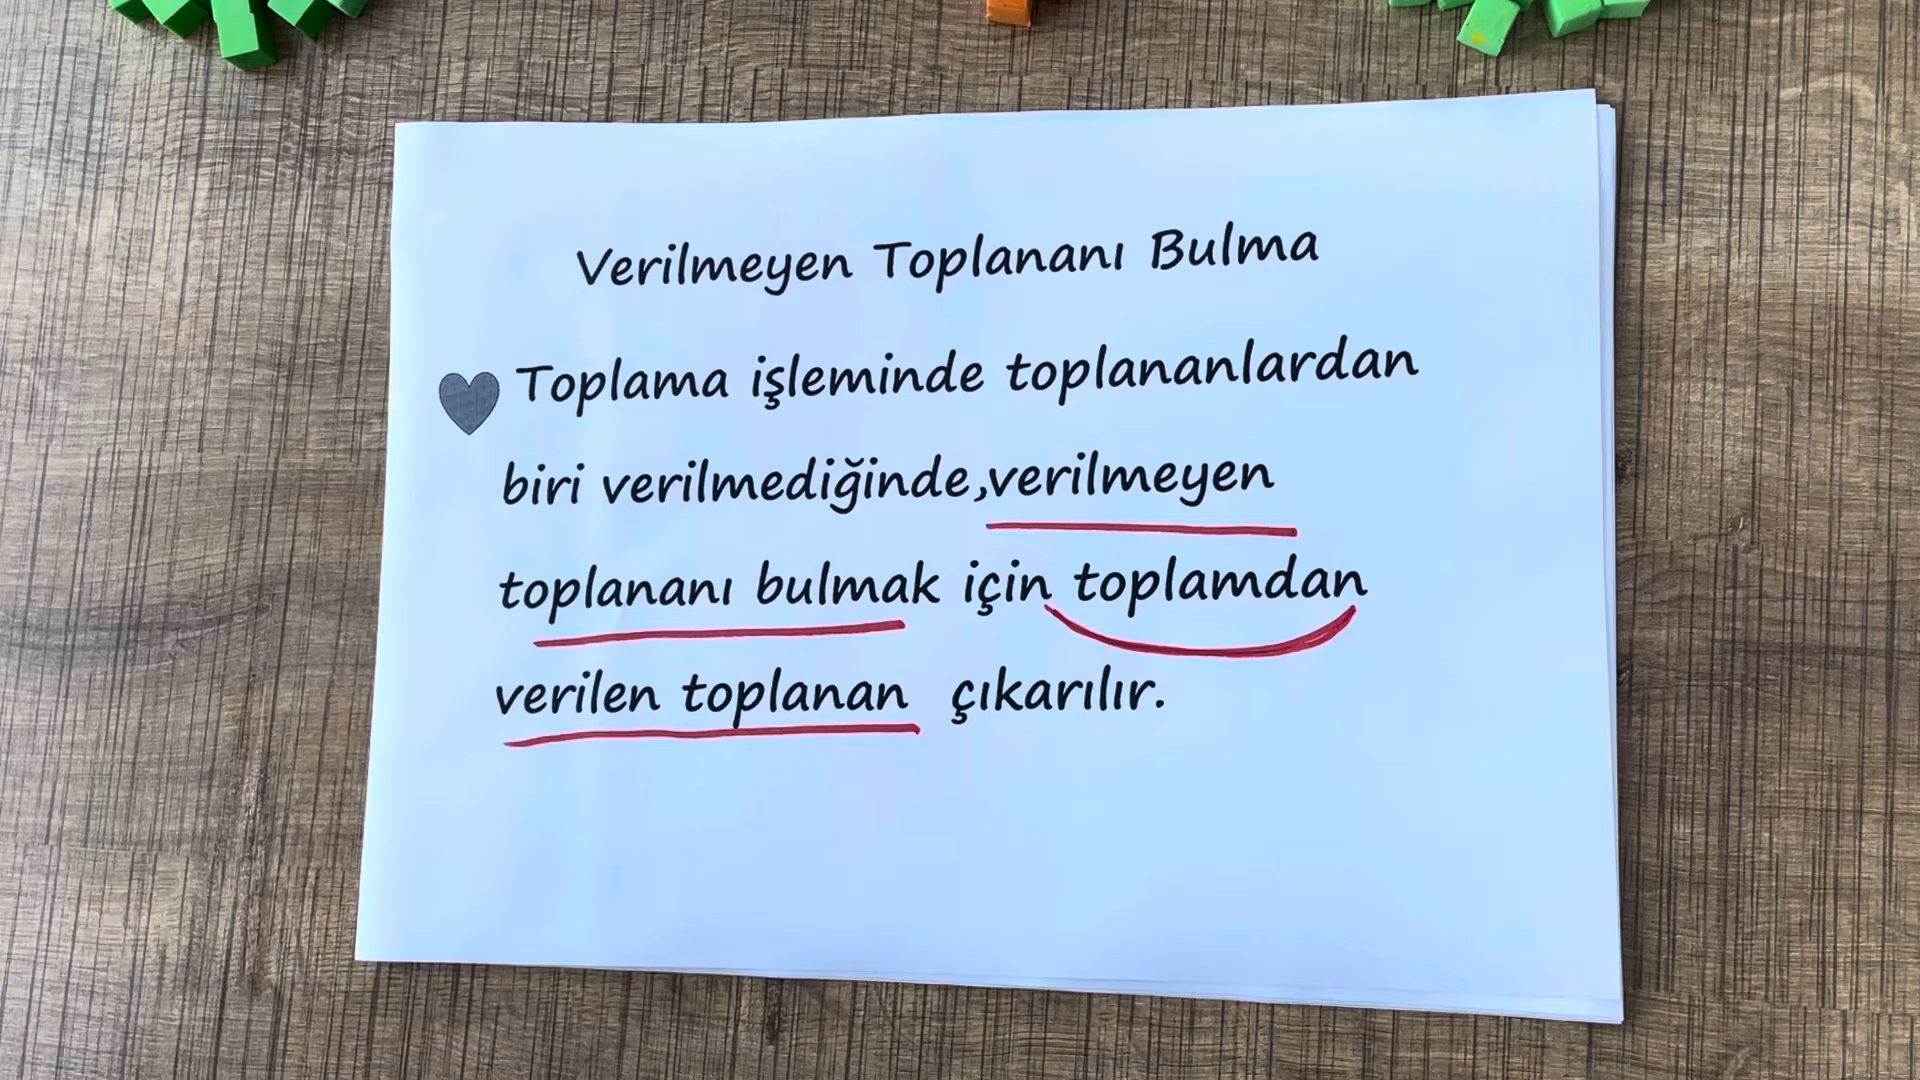 Verilmeyen Toplananı Bulma
Toplama işleminde toplananlardan
biri verilmediğinde,verilmeyen
toplananı bulmak için toplamdan
verilen toplanan çıkarılır.